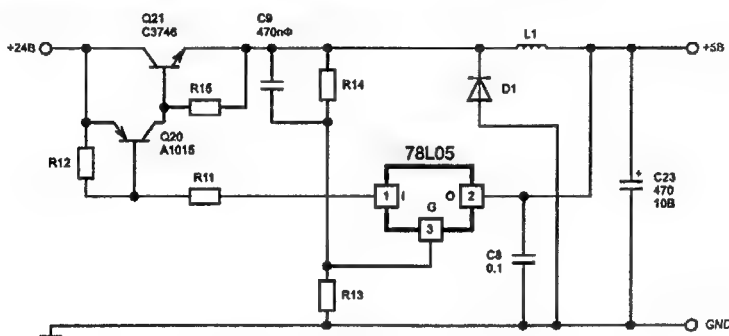 Q21
C3746
C9
470пФ
L1
+24В
+5В
R15
R14
D1
Q20
A1015
R12
78L05
R11
1
I
O
2
G
3
C23
470
10В
+
C8
0.1
R13
GND